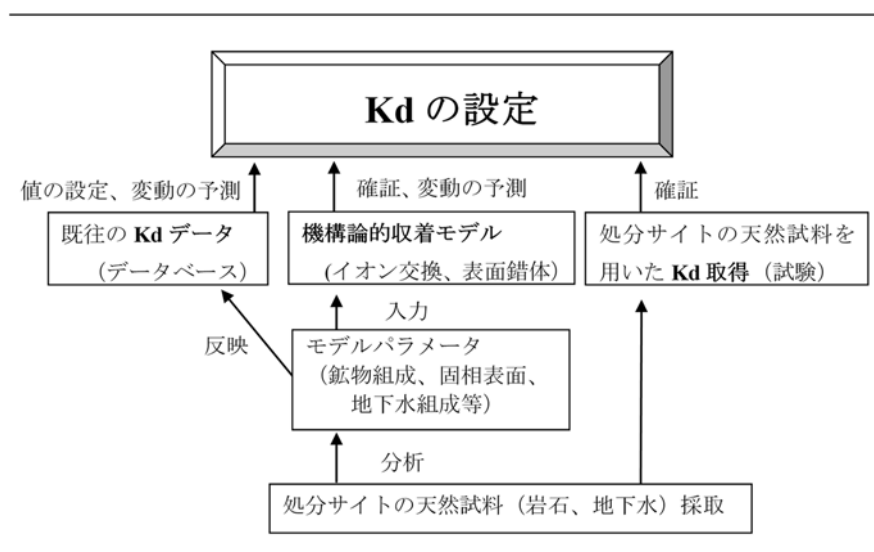 Kd の設定
値の設定、変動の予測
確証、変動の予測
確証
既往の Kd データ
（データベース）
機構論的収着モデル
(イオン交換、表面錯体）
処分サイトの天然試料を
用いた Kd 取得（試験）
反映
入力
モデルパラメータ
（鉱物組成、固相表面、
地下水組成等）
分析
処分サイトの天然試料（岩石、地下水）採取